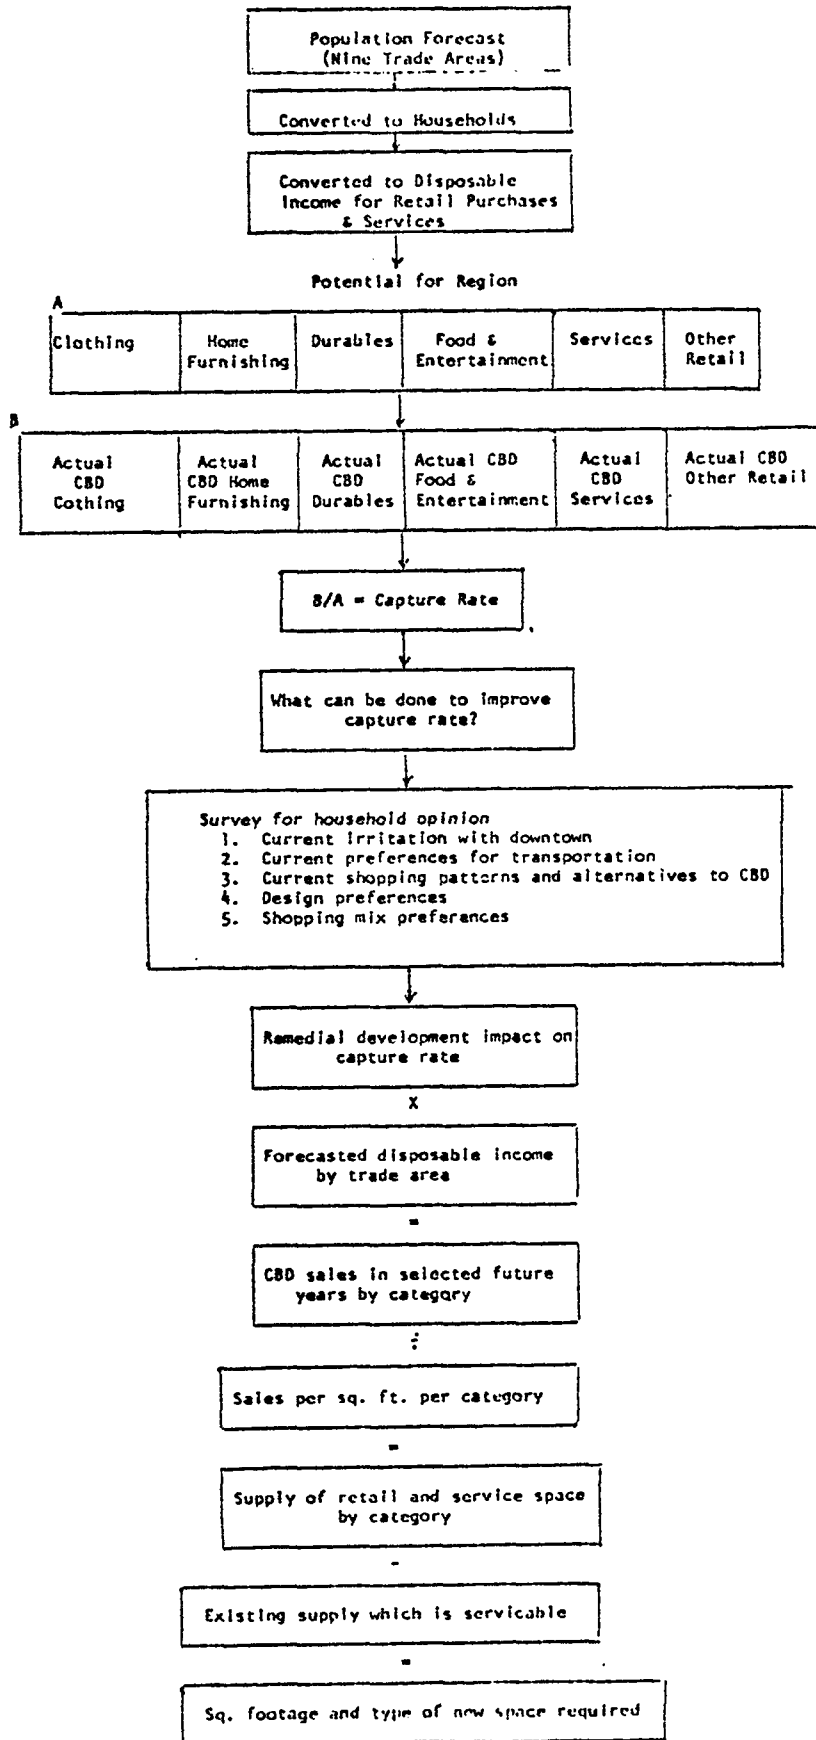 Population Forecast
(Nine Trade Areas)
Converted to Households
Converted to Disposable
Income for Retail Purchases
& Services
Potential for Region
A
Clothing
Home
Furnishing
Durables
Food &
Entertainment
Services
Other
Retail
B
Actual
CBD
Cothing
Actual
CBD Home
Furnishing
Actual
CBD
Durables
Actual CBD
Food &
Entertainment
Actual
CBD
Services
Actual CBD
Other Retail
B/A = Capture Rate
What can be done to improve
capture rate?
Survey for household opinion
1. Current irritation with downtown
2. Current preferences for transportation
3. Current shopping patterns and alternatives to CBD
4. Design preferences
5. Shopping mix preferences
Remedial development impact on
capture rate
X
Forecasted disposable income
by trade area
=
CBD sales in selected future
years by category
÷
Sales per sq. ft. per category
=
Supply of retail and service space
by category
-
Existing supply which is servicable
=
Sq. footage and type of new space required